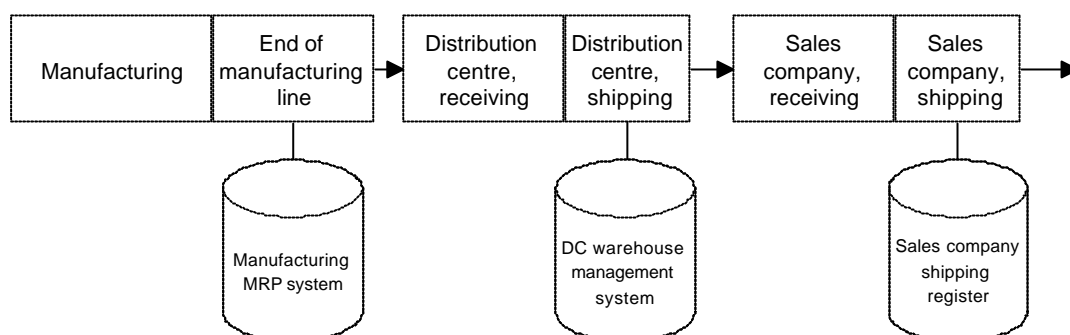 Manufacturing
End of
manufacturing
line
Distribution
centre,
receiving
Distribution
centre,
shipping
Sales
company,
receiving
Sales
company,
shipping
Manufacturing
MRP system
DC warehouse
management
system
Sales company
shipping
register